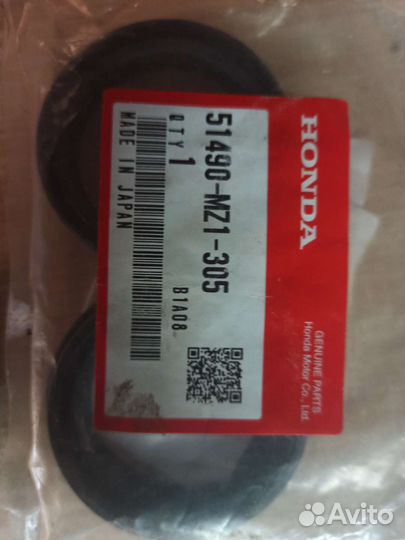 HONDA
GENUINE PARTS
Honda Motor Co., Ltd.
51490-MZ1-305
QTY 1
B1A08
MADE IN JAPAN
Avito